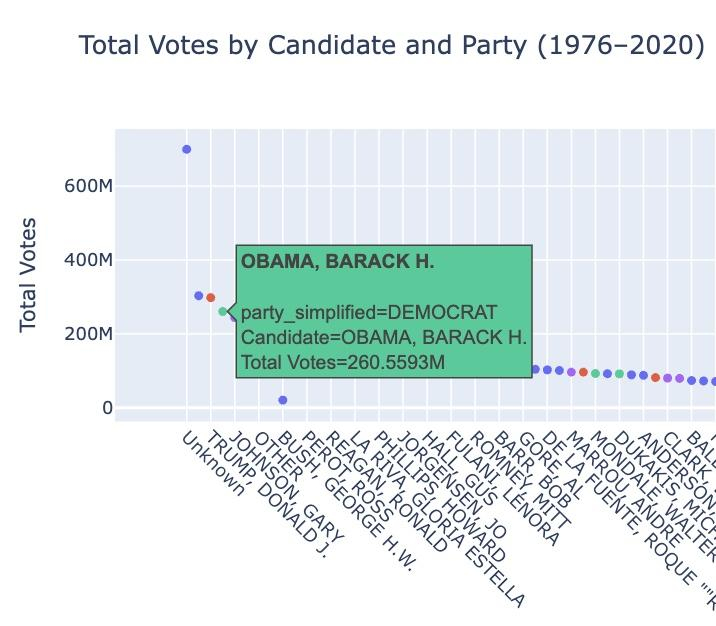 Total Votes by Candidate and Party (1976–2020)
Total Votes
600M
400M
200M
0
OBAMA, BARACK H.
party_simplified=DEMOCRAT
Candidate=OBAMA, BARACK H.
Total Votes=260.5593M
Unknown
TRUMP, DONALD J.
JOHNSON, GARY
OTHER
BUSH, GEORGE H.W.
PEROT, ROSS
REAGAN, RONALD
LA RIVA, GLORIA ESTELLA
PHILLIPS, HOWARD
JORGENSEN, JO
HALL, GUS
FULANI, LENORA
ROMNEY, MITT
BARR, BOB
GORE, AL
DE LA FUENTE, ROQUE ""R
MARROU, ANDRE
MONDALE, WALTER
DUKAKIS, MICH
ANDERSON,
CLARK,
BAL